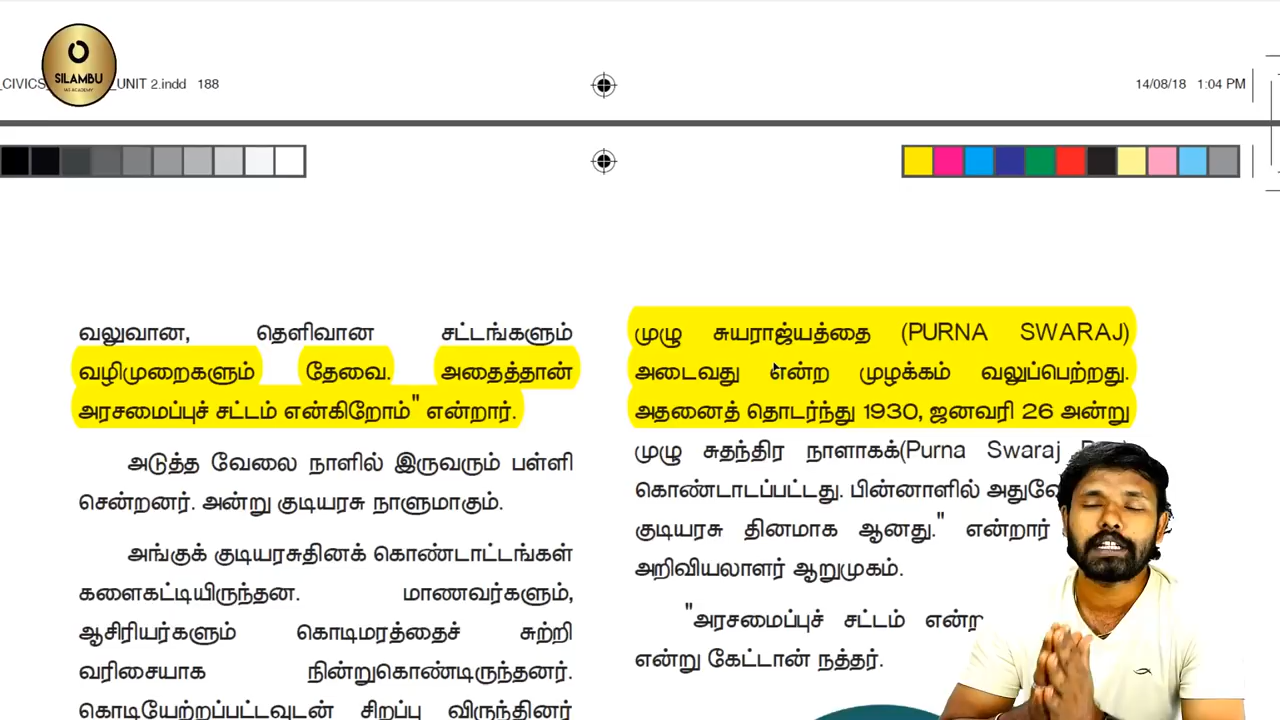 SILAMBU
IAS ACADEMY
_CIVICS_ _UNIT 2.indd 188
14/08/18 1:04 PM
வலுவான, தெளிவான சட்டங்களும்
வழிமுறைகளும் தேவை. அதைத்தான்
அரசமைப்புச் சட்டம் என்கிறோம்" என்றார்.
அடுத்த வேலை நாளில் இருவரும் பள்ளி
சென்றனர். அன்று குடியரசு நாளுமாகும்.
அங்குக் குடியரசுதினக் கொண்டாட்டங்கள்
களைகட்டியிருந்தன. மாணவர்களும்,
ஆசிரியர்களும் கொடிமரத்தைச் சுற்றி
வரிசையாக நின்றுகொண்டிருந்தனர்.
கொடியேற்றப்பட்டவுடன் சிறப்பு விருந்தினர்
முழு சுயராஜ்யத்தை (PURNA SWARAJ)
அடைவது என்ற முழக்கம் வலுப்பெற்றது.
அதனைத் தொடர்ந்து 1930, ஜனவரி 26 அன்று
முழு சுதந்திர நாளாகக்(Purna Swaraj
கொண்டாடப்பட்டது. பின்னாளில்
குடியரசு தினமாக ஆனது." என்றார்
அறிவியலாளர் ஆறுமுகம்.
"அரசமைப்புச் சட்டம்
என்று கேட்டான் நத்தர்.